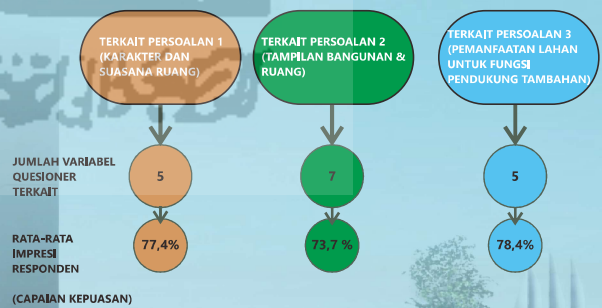 TERKAIT PERSOALAN 1
(KARAKTER DAN
SUASANA RUANG)
TERKAIT PERSOALAN 2
(TAMPILAN BANGUNAN &
RUANG)
TERKAIT PERSOALAN 3
(PEMANFAATAN LAHAN
UNTUK FUNGSI
PENDUKUNG TAMBAHAN)
JUMLAH VARIABEL
QUESIONER
TERKAIT
5
7
5
RATA-RATA
IMPRESI
RESPONDEN
77,4%
73,7 %
78,4%
(CAPAIAN KEPUASAN)